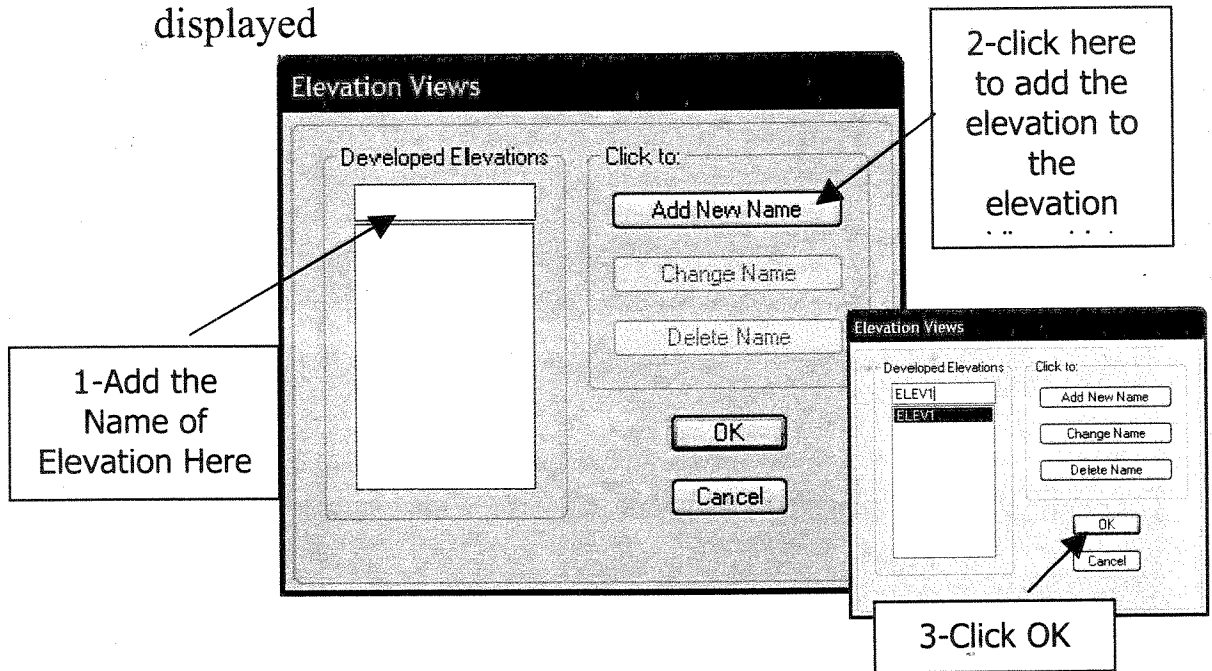 displayed
Elevation Views
Developed Elevations
Click to:
Add New Name
Change Name
Delete Name
OK
Cancel
1-Add the
Name of
Elevation Here
2-click here
to add the
elevation to
the
elevation
Elevation Views
Developed Elevations
Click to:
ELEV1
ELEV1
Add New Name
Change Name
Delete Name
OK
Cancel
3-Click OK